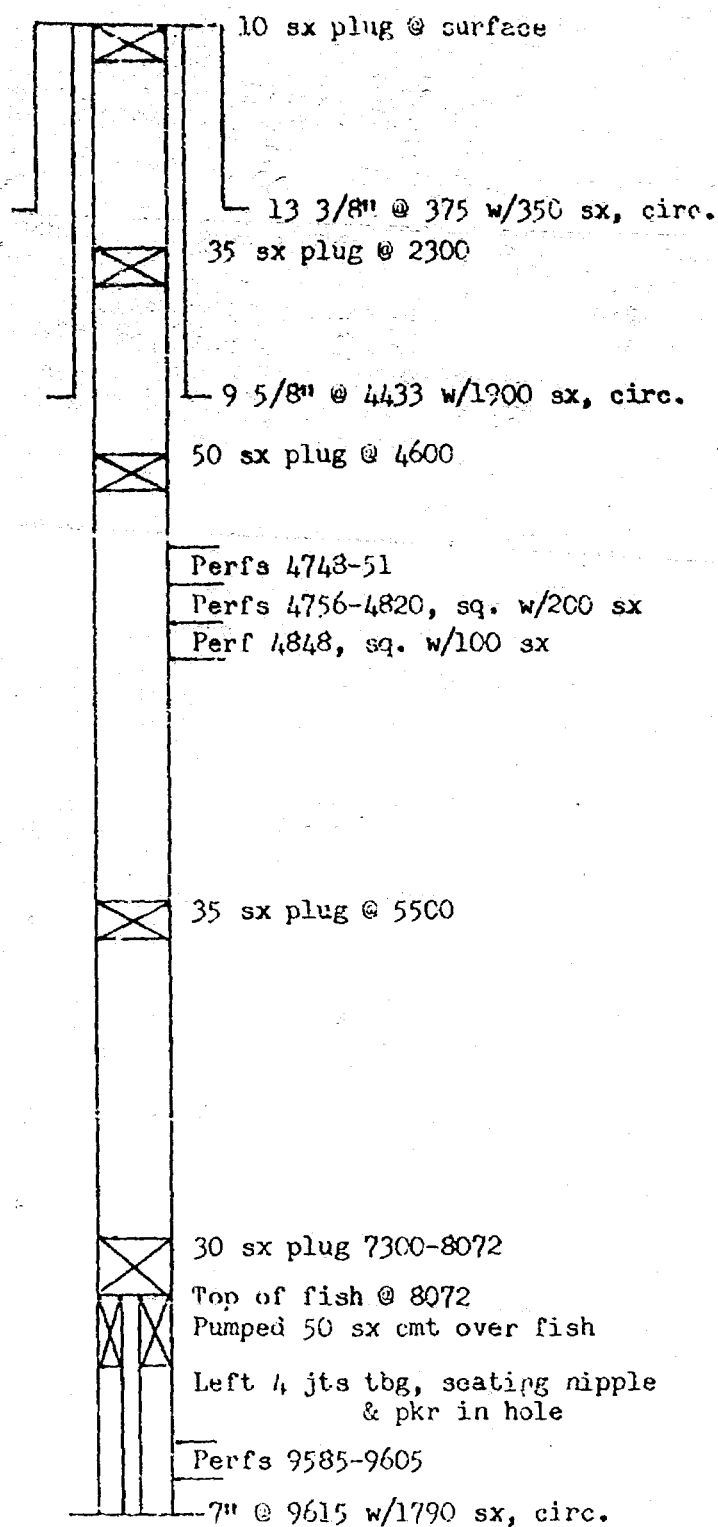 10 sx plug @ surface
13 3/8" @ 375 w/350 sx, circ.
35 sx plug @ 2300
9 5/8" @ 4433 w/1900 sx, circ.
50 sx plug @ 4600
Perfs 4748-51
Perfs 4756-4820, sq. w/200 sx
Perf 4848, sq. w/100 sx
35 sx plug @ 5500
30 sx plug 7300-8072
Top of fish @ 8072
Pumped 50 sx cmt over fish
Left 4 jts tbg, seating nipple
& pkr in hole
Perfs 9585-9605
7" @ 9615 w/1790 sx, circ.